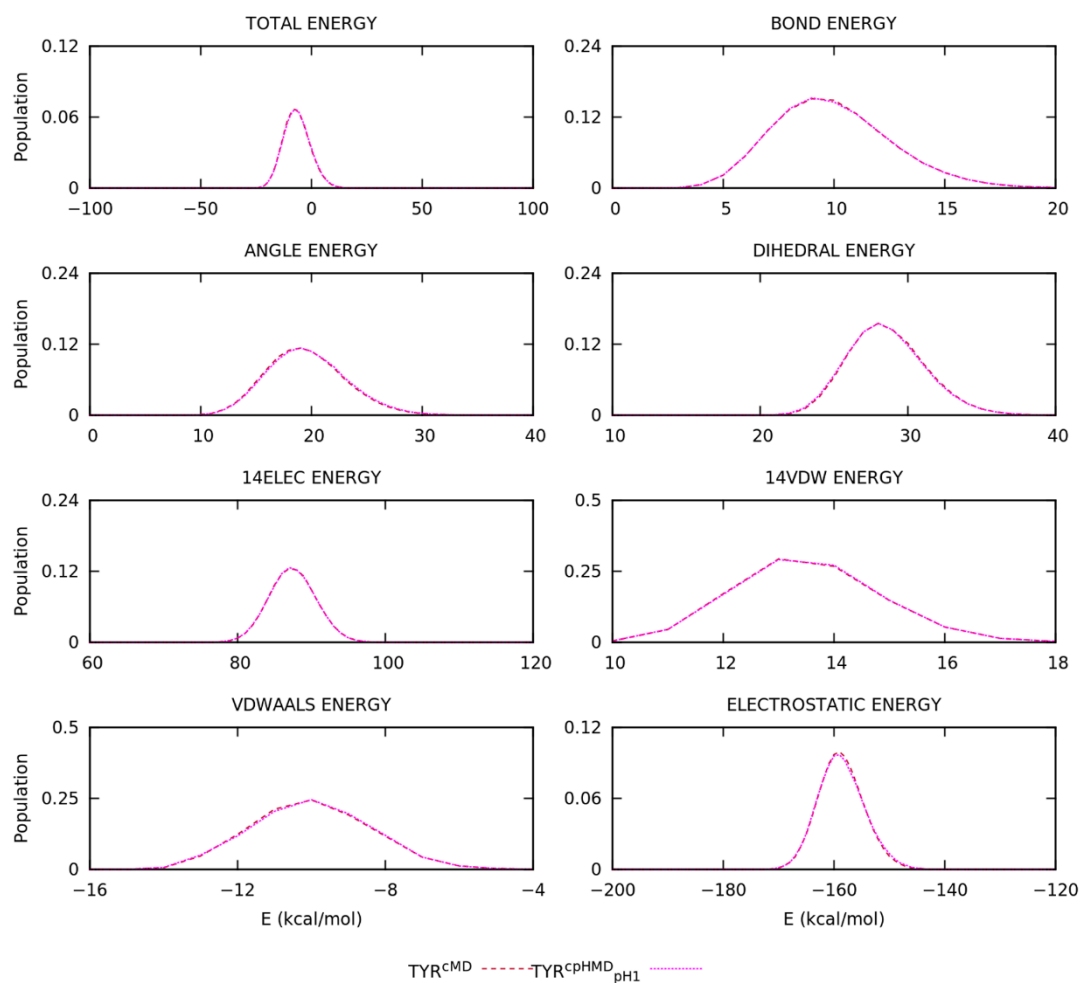 TOTAL ENERGY
BOND ENERGY
0.12
0.06
0
Population
−100 −50 0 50 100
0.24
0.12
0
0 5 10 15 20
ANGLE ENERGY
DIHEDRAL ENERGY
0.24
0.12
0
Population
0 10 20 30 40
0.24
0.12
0
10 20 30 40
14ELEC ENERGY
14VDW ENERGY
0.24
0.12
0
Population
60 80 100 120
0.5
0.25
0
10 12 14 16 18
VDWAALS ENERGY
ELECTROSTATIC ENERGY
0.5
0.25
0
Population
−16 −12 −8 −4
E (kcal/mol)
0.12
0.06
0
−200 −180 −160 −140 −120
E (kcal/mol)
TYR^cMD TYR^cpHMD_pH1